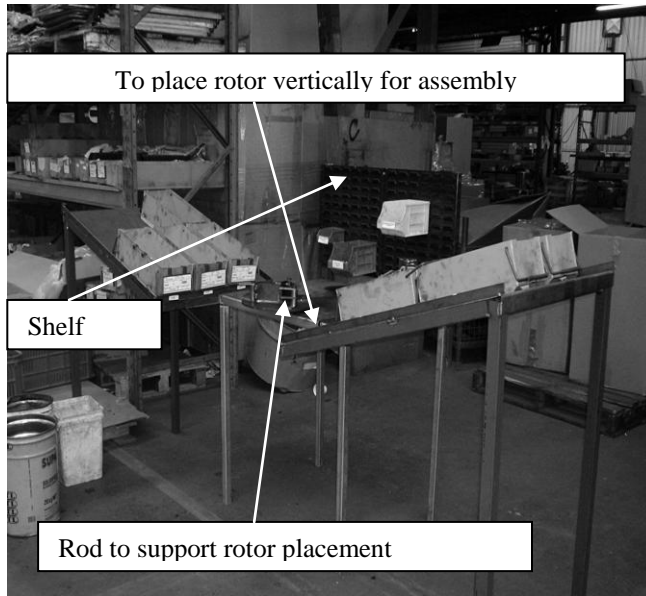 To place rotor vertically for assembly
C
Shelf
Rod to support rotor placement